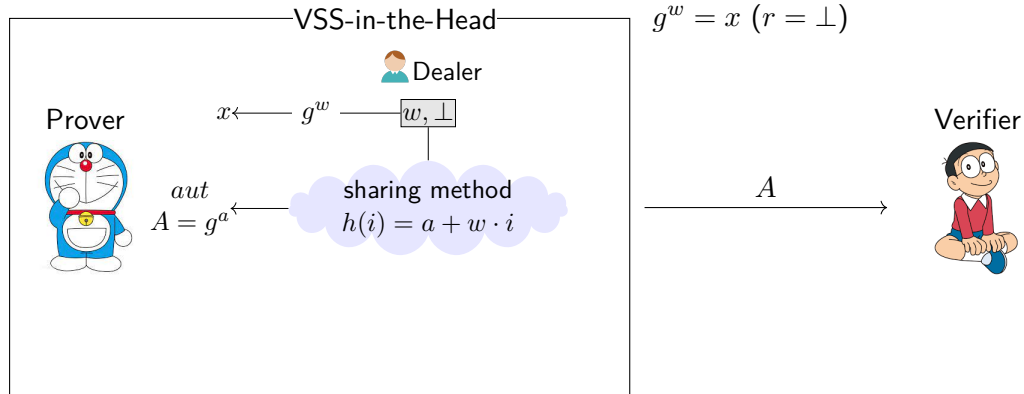 VSS-in-the-Head
g^w = x (r = ⊥)
Dealer
x
g^w
w, ⊥
Prover
Verifier
aut
A = g^a
sharing method
h(i) = a + w · i
A